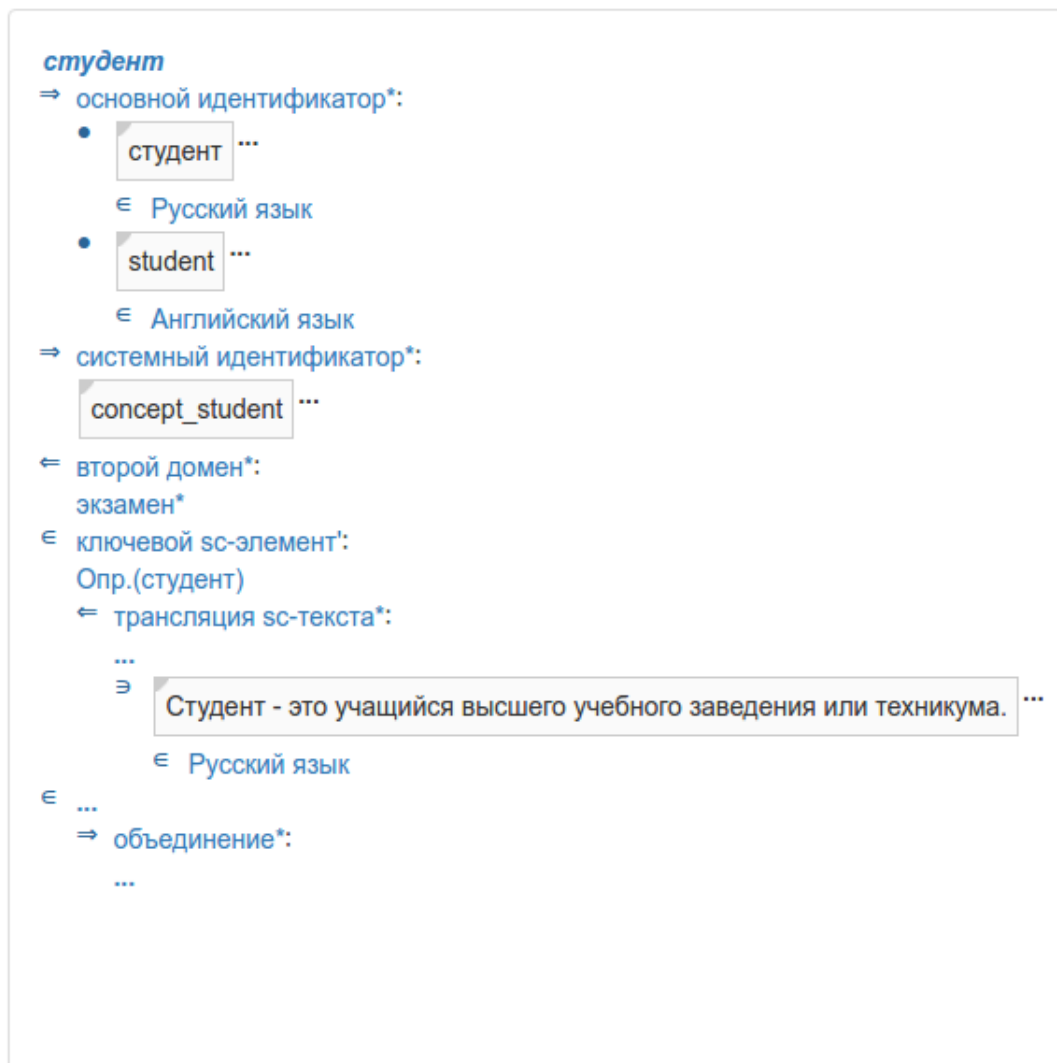 студент
⇒ основной идентификатор*:
• студент ...
∈ Русский язык
• student ...
∈ Английский язык
⇒ системный идентификатор*:
concept_student ...
⇐ второй домен*:
экзамен*
∈ ключевой sc-элемент':
Опр.(студент)
⇐ трансляция sc-текста*:
...
∋ Студент - это учащийся высшего учебного заведения или техникума. ...
∈ Русский язык
∈ ...
⇒ объединение*:
...